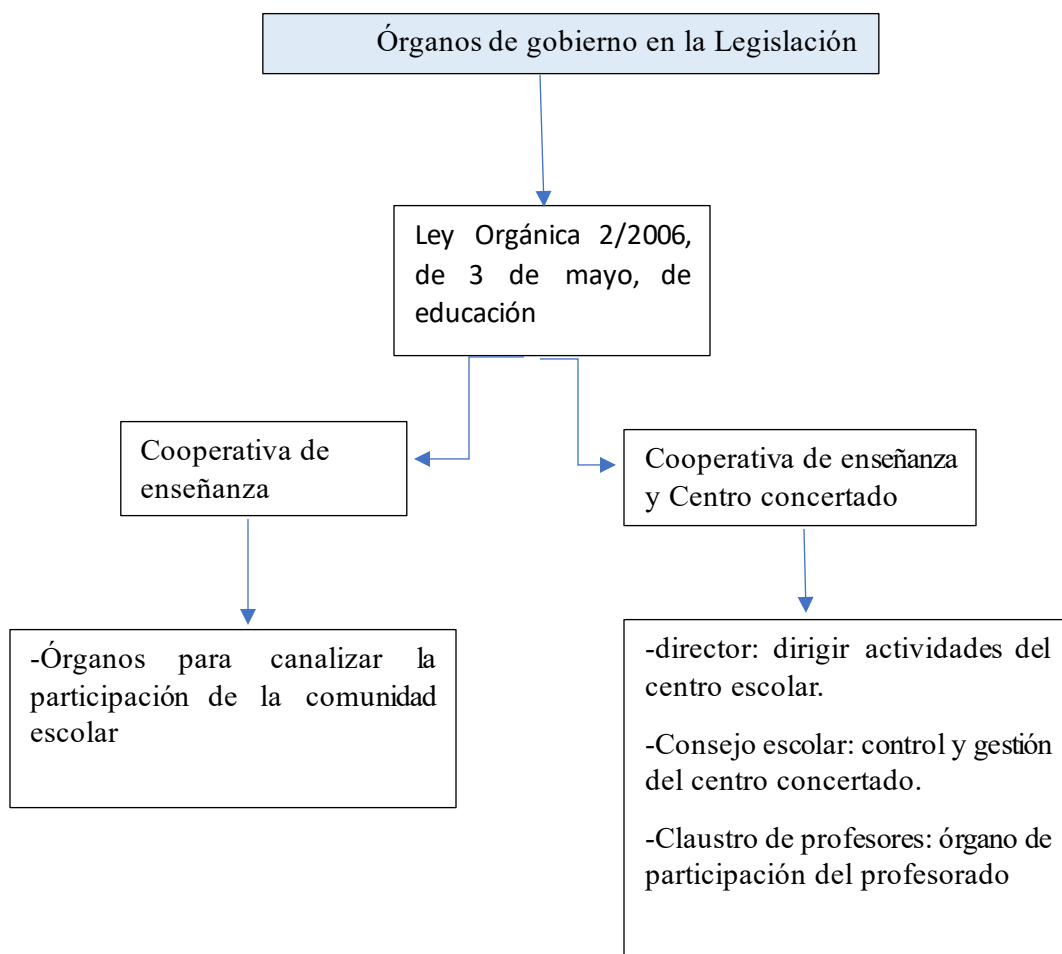 Órganos de gobierno en la Legislación
Ley Orgánica 2/2006,
de 3 de mayo, de
educación
Cooperativa de
enseñanza
Cooperativa de enseñanza
y Centro concertado
-Órganos para canalizar la
participación de la comunidad
escolar
-director: dirigir actividades del
centro escolar.
-Consejo escolar: control y gestión
del centro concertado.
-Claustro de profesores: órgano de
participación del profesorado